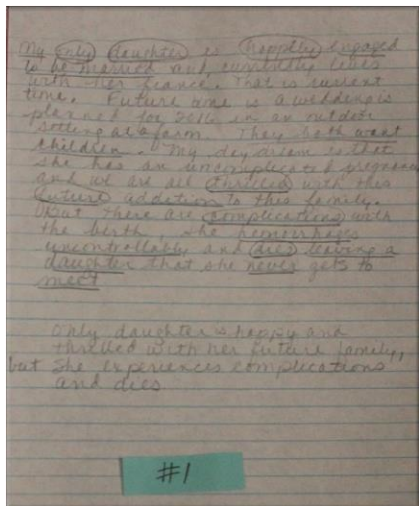 My only daughter is happily engaged
to be married and currently lives
with her fiance. That is current
time. Future one is a wedding is
planned for 2016 in an outdoor
setting at a farm. They both want
children. My day dream is that
she has an uncomplicated pregnancy
and we are all thrilled with this
future addition to this family.
But there are complications with
the birth, she hemorrhages
uncontrollably and dies leaving a
daughter that she never gets to
meet
Only daughter is happy and
thrilled with her future family,
but she experiences complications
and dies
#1